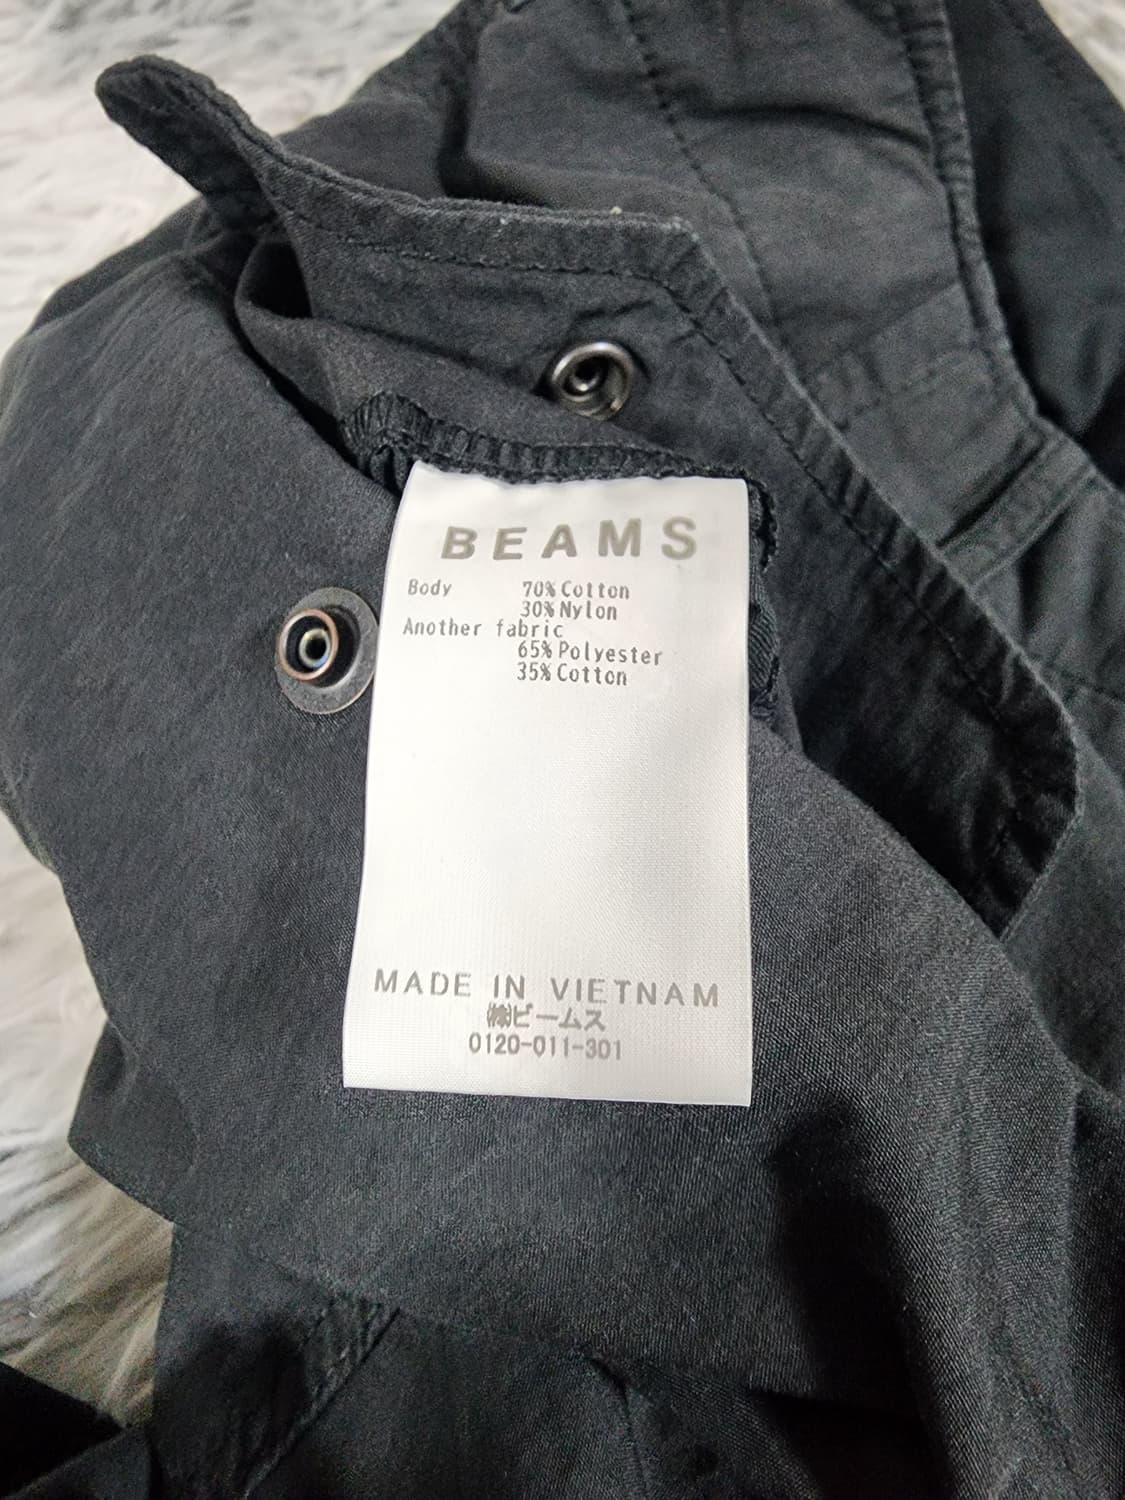 BEAMS
Body 70% Cotton
30% Nylon
Another fabric
65% Polyester
35% Cotton
MADE IN VIETNAM
㈱ビームス
0120-011-301